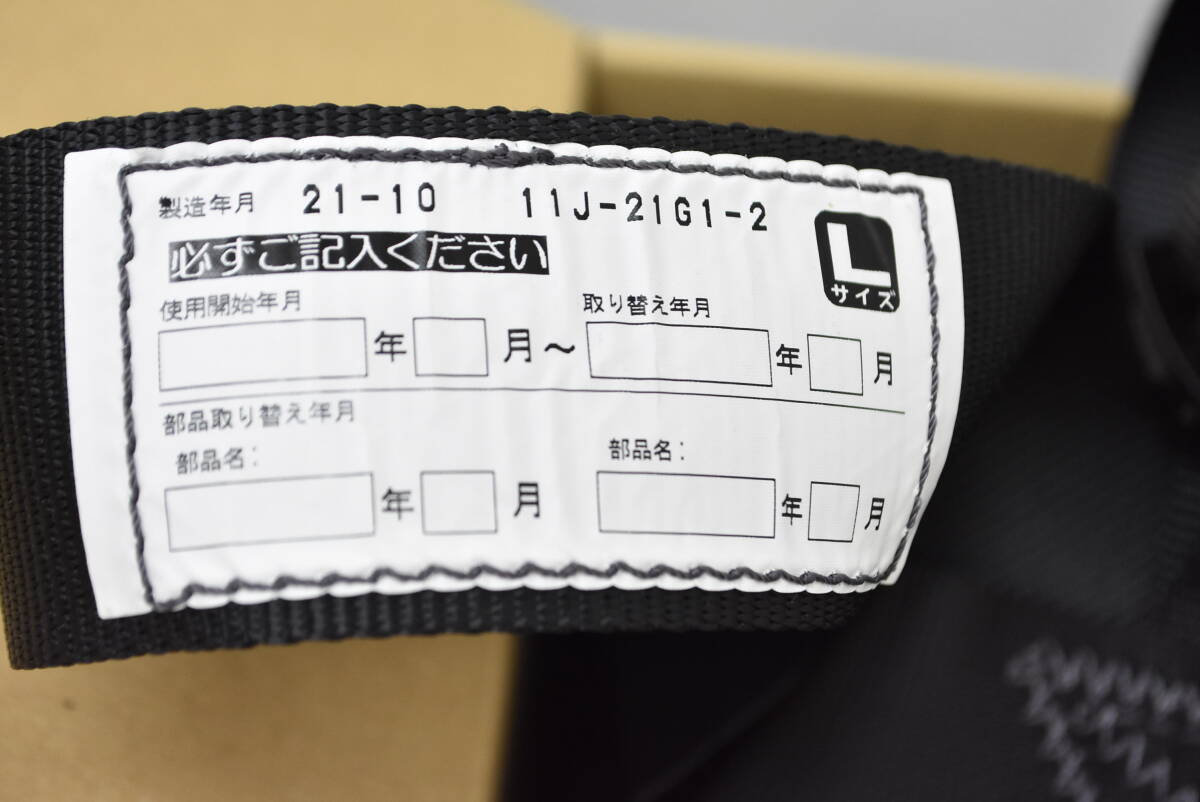 製造年月 21-10 11J-21G1-2
必ずご記入ください
L
サイズ
使用開始年月 取り替え年月
年 月～ 年 月
部品取り替え年月
部品名： 部品名：
年 月 年 月